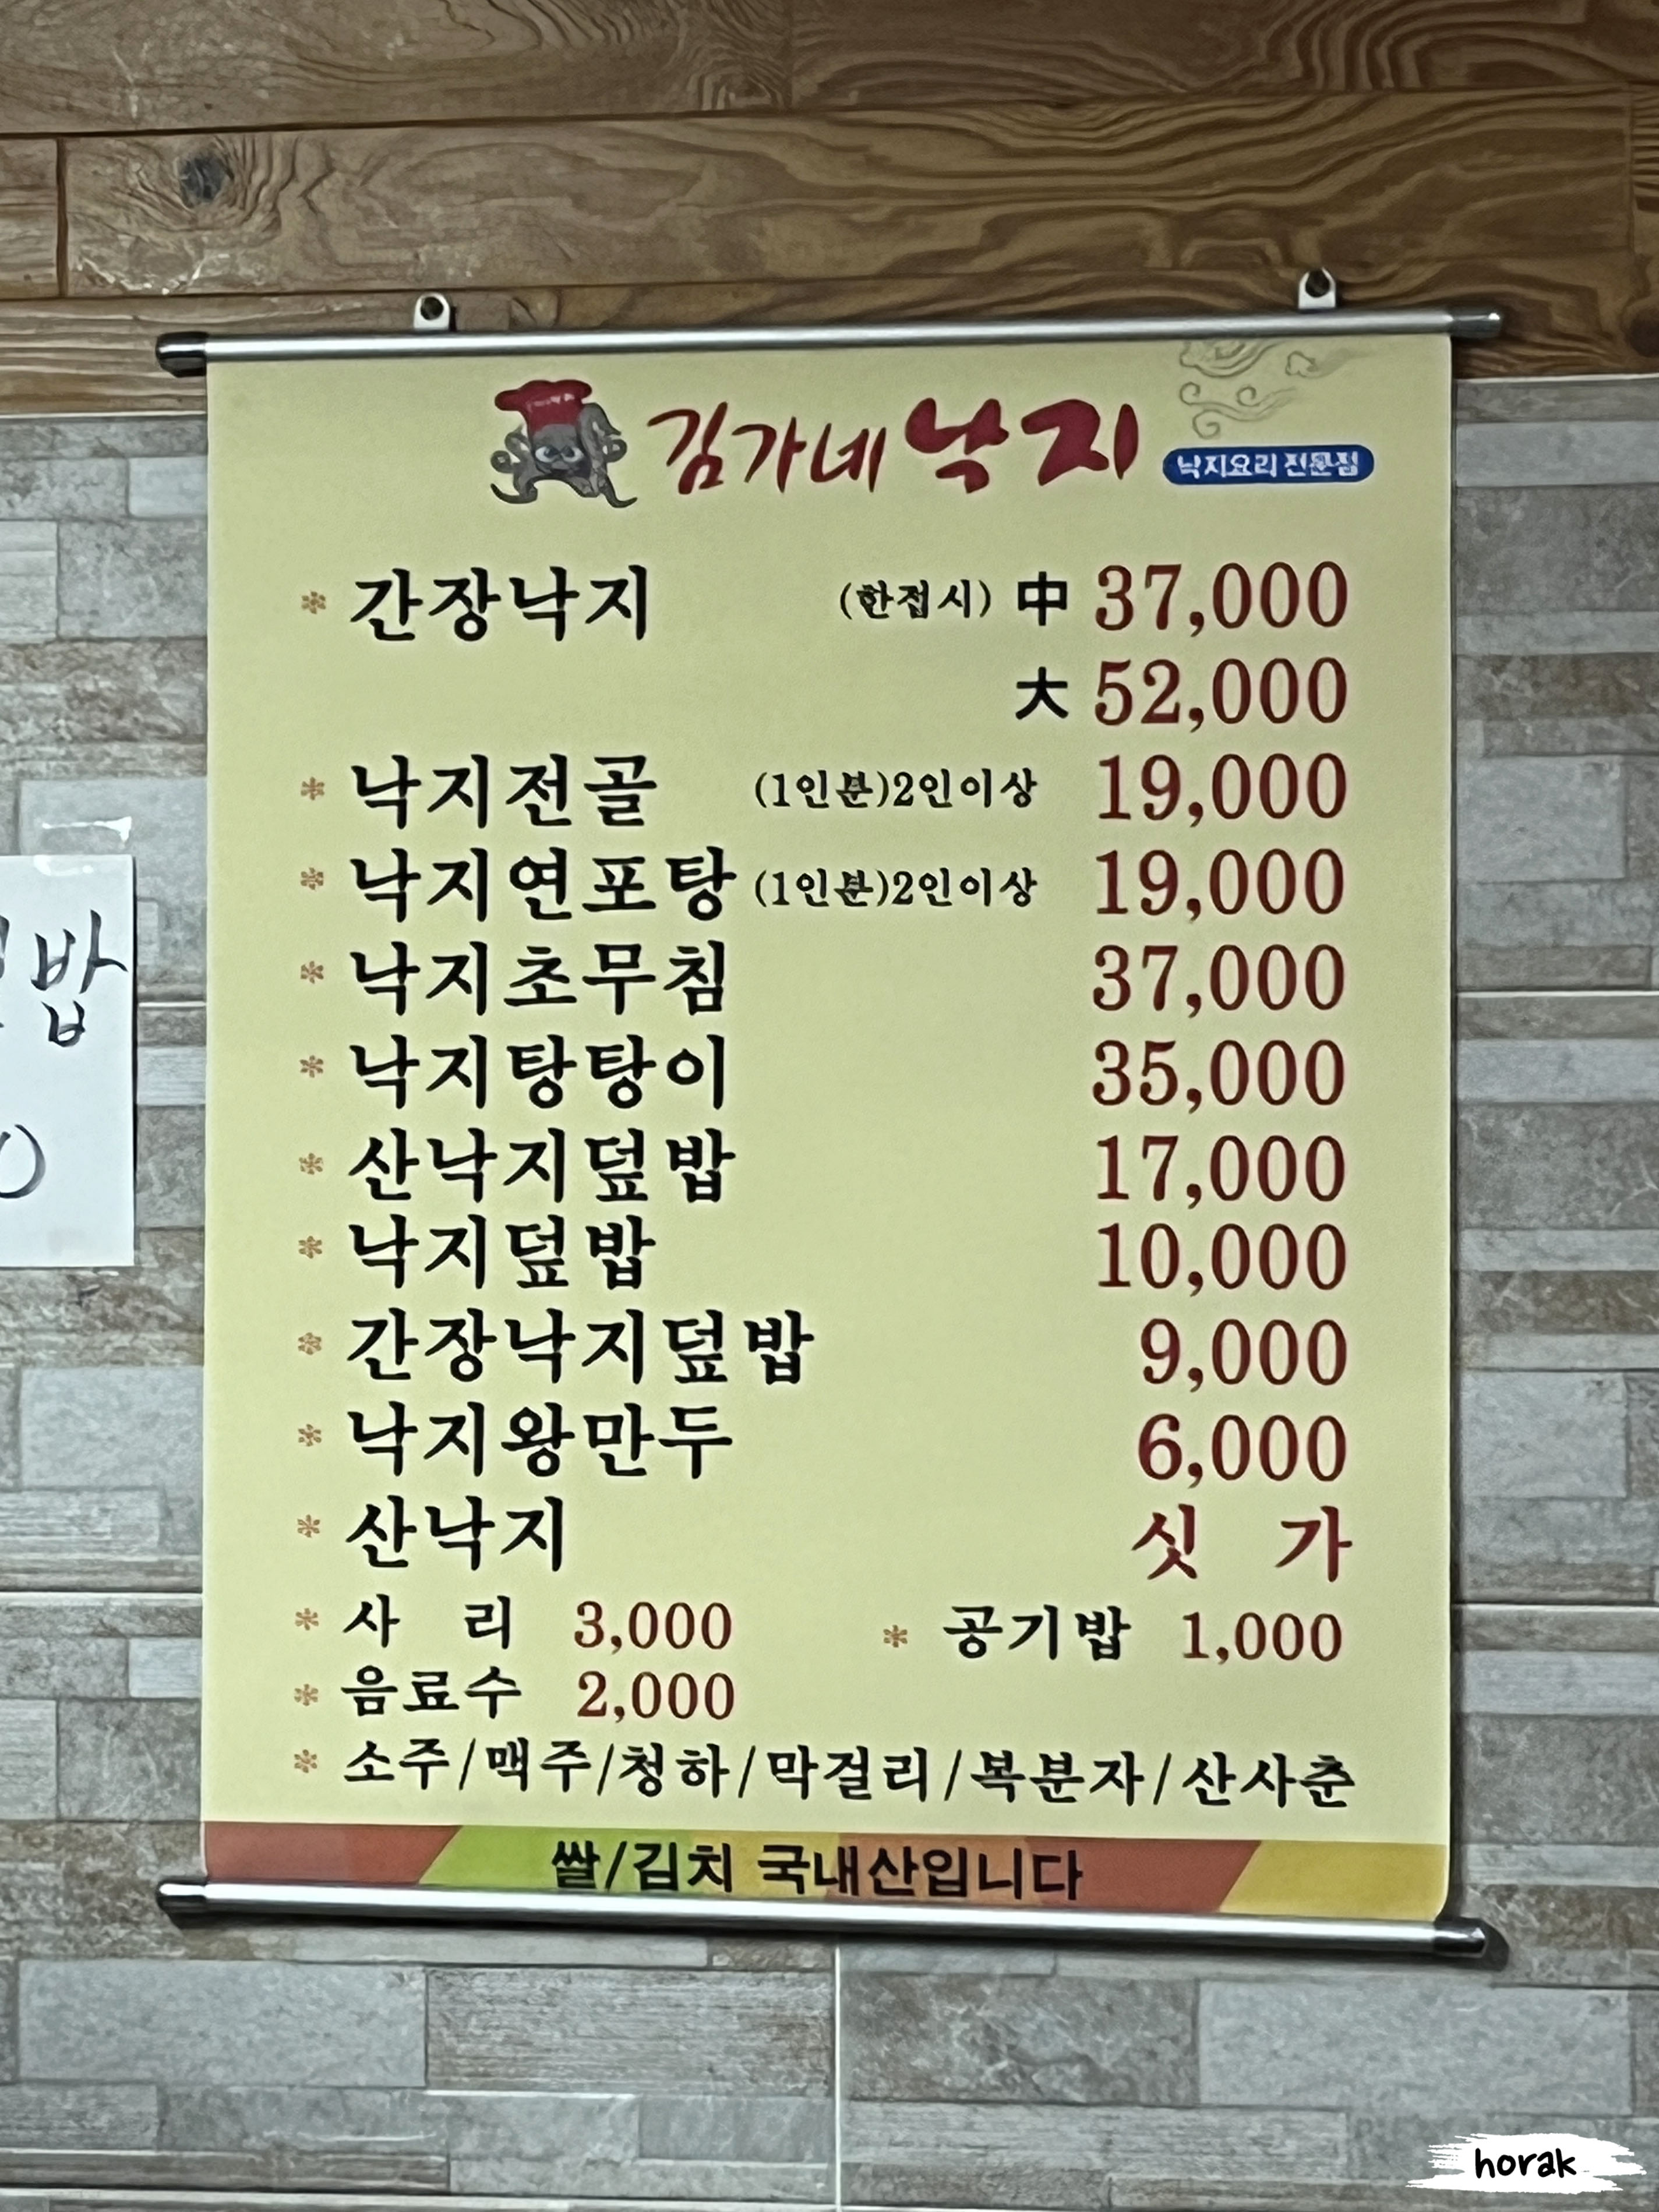 김가네 낙지 낙지요리 전문점
* 간장낙지 (한접시) 中 37,000
大 52,000
* 낙지전골 (1인분)2인이상 19,000
* 낙지연포탕 (1인분)2인이상 19,000
* 낙지초무침 37,000
* 낙지탕탕이 35,000
* 산낙지덮밥 17,000
* 낙지덮밥 10,000
* 간장낙지덮밥 9,000
* 낙지왕만두 6,000
* 산낙지 싯 가
* 사 리 3,000 * 공기밥 1,000
* 음료수 2,000
* 소주/맥주/청하/막걸리/복분자/산사춘
쌀/김치 국내산입니다
밥
horak